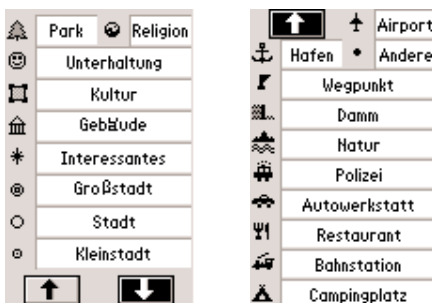 Park Religion
Unterhaltung
Kultur
Gebäude
Interessantes
Großstadt
Stadt
Kleinstadt
Airport
Hafen Andere
Wegpunkt
Damm
Natur
Polizei
Autowerkstatt
Restaurant
Bahnstation
Campingplatz